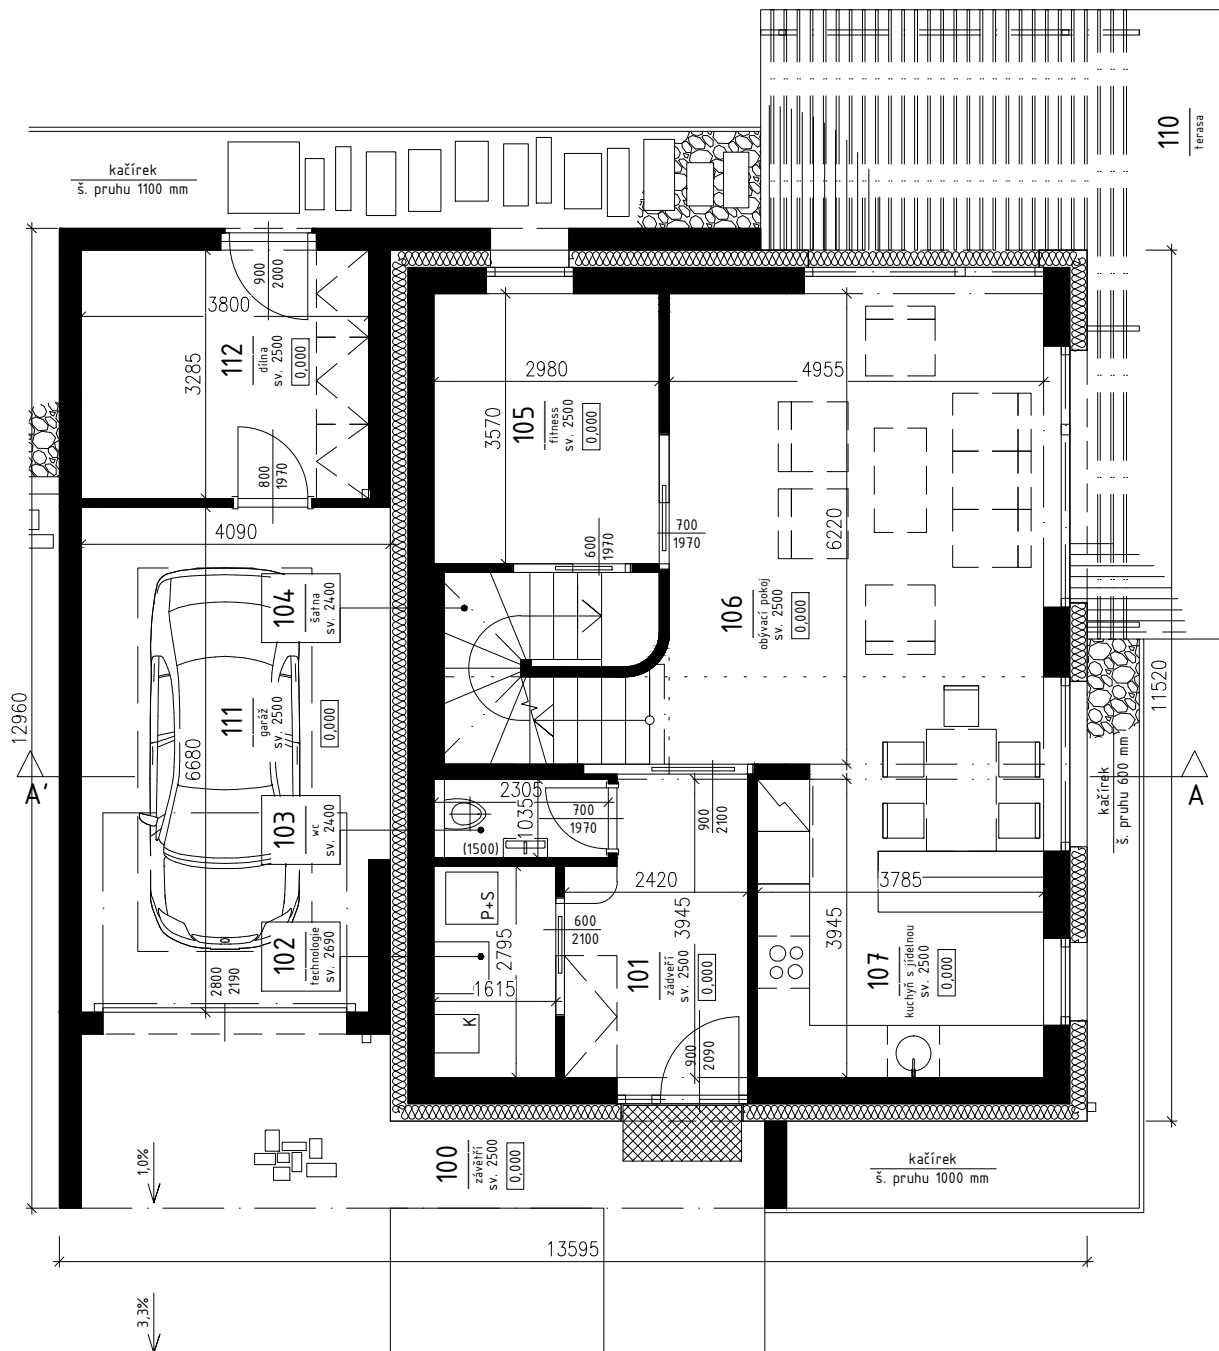 110
terasa
kačírek
š. pruhu 1100 mm
900
2000
3800
3285
112
dílna
sv. 2500
0,000
2980
3570
105
fitness
sv. 2500
0,000
4955
800
1970
4090
600
1970
700
1970
6220
106
obývací pokoj
sv. 2500
0,000
104
šatna
sv. 2400
12960
111
garáž
sv. 2500
0,000
6680
11520
A'
A
kačírek
š. pruhu 600 mm
103
wc
sv. 2400
2305
1035
700
1970
(1500)
900
2100
2420
3945
3785
3945
P+S
600
2100
102
technologie
sv. 2690
2795
1615
K
101
zádveří
sv. 2500
0,000
107
kuchyň s jídelnou
sv. 2500
0,000
2800
2190
900
2090
100
závětří
sv. 2500
0,000
kačírek
š. pruhu 1000 mm
1,0%
13595
3,3%